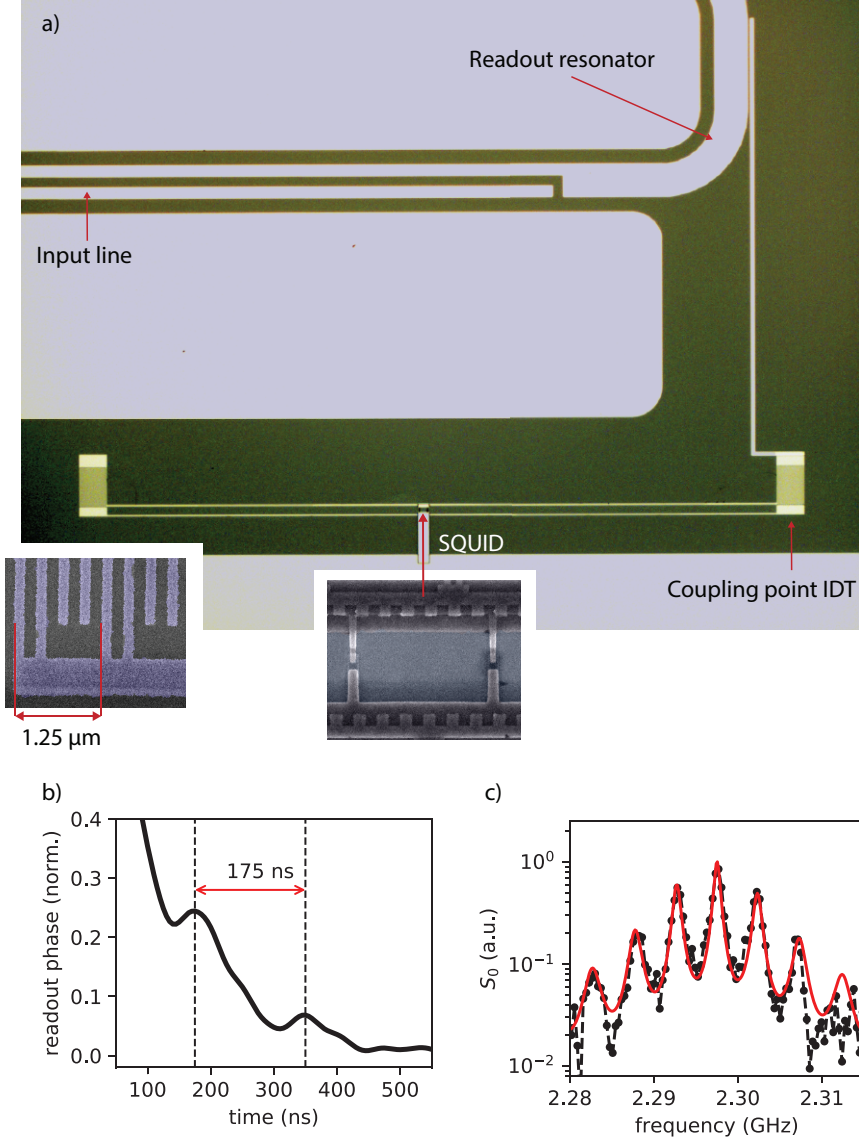 a)
Readout resonator
Input line
SQUID
Coupling point IDT
1.25 μm
b)
0.4
0.3
0.2
0.1
0.0
readout phase (norm.)
175 ns
100
200
300
400
500
time (ns)
c)
10⁰
10⁻¹
10⁻²
S₀ (a.u.)
2.28
2.29
2.30
2.31
frequency (GHz)